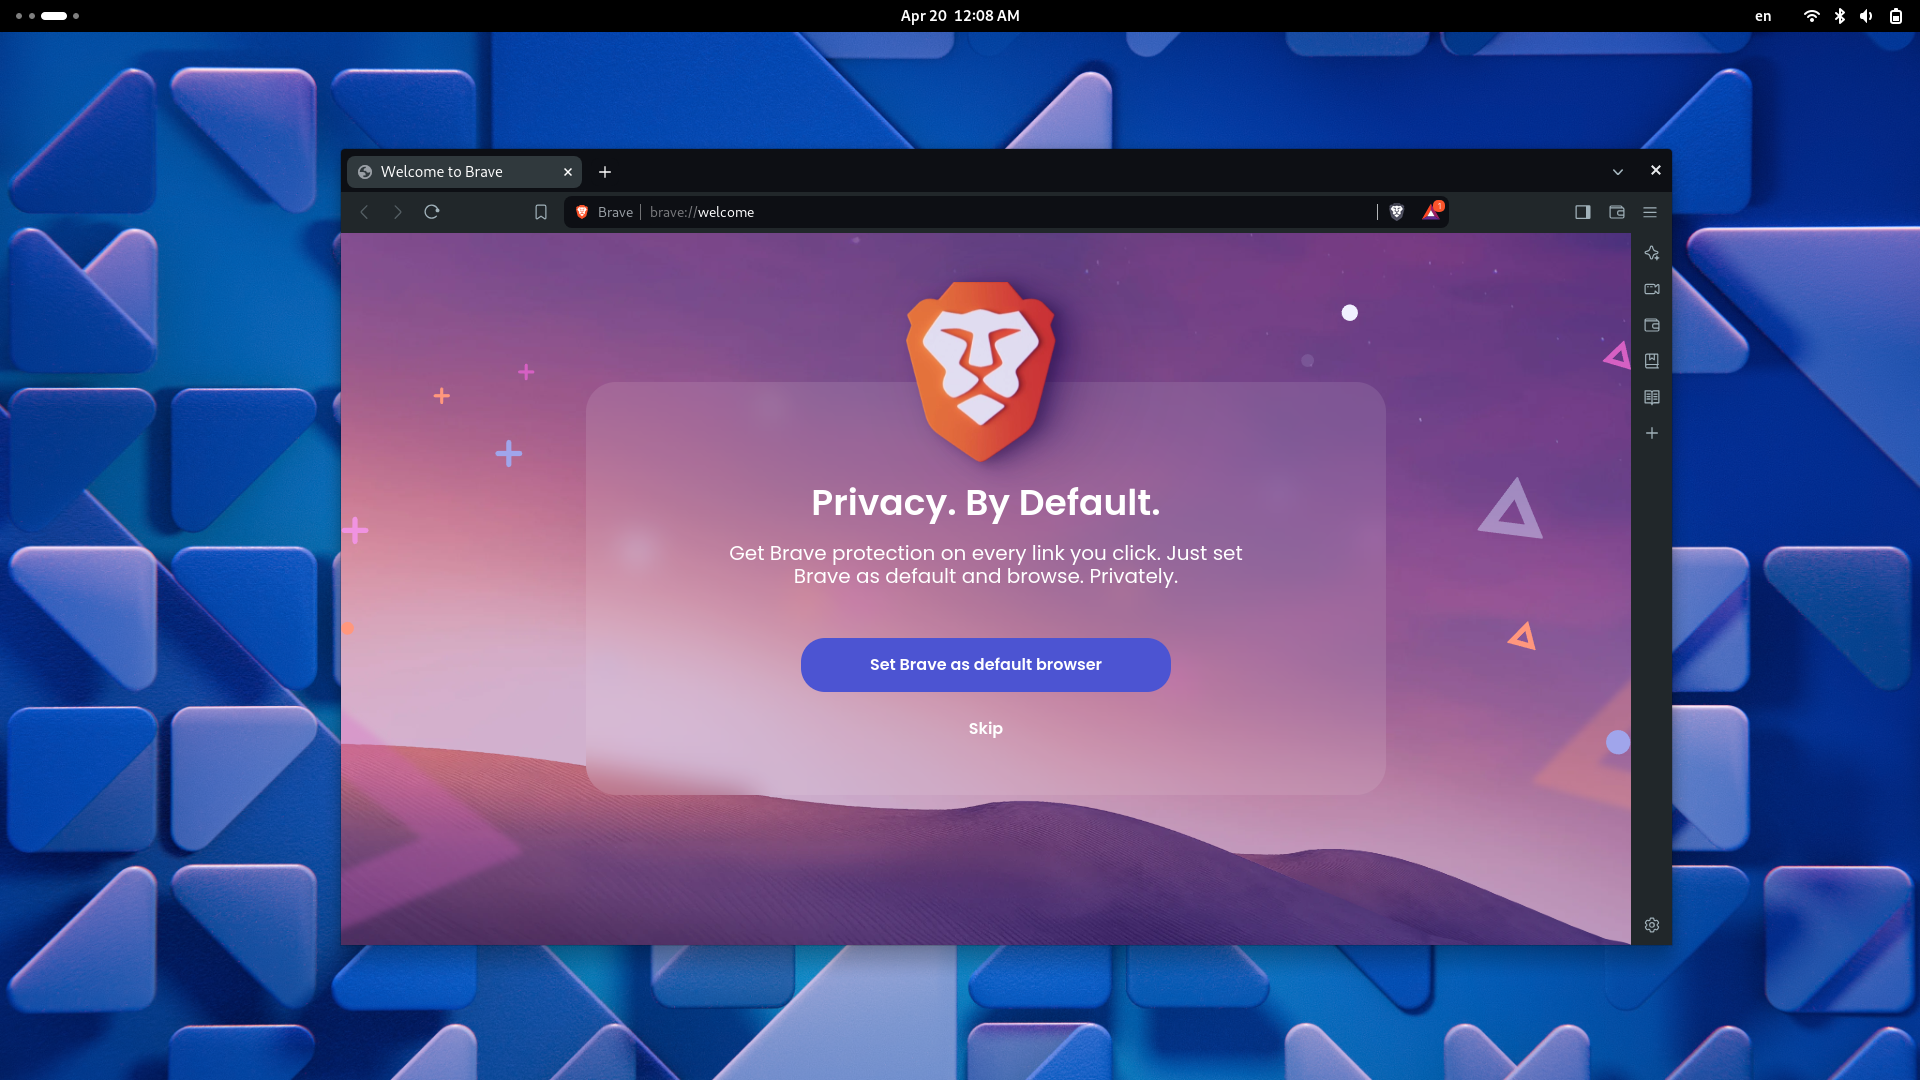 Apr 20 12:08 AM
en
Welcome to Brave
Brave
brave://welcome
1
Privacy. By Default.
Get Brave protection on every link you click. Just set
Brave as default and browse. Privately.
Set Brave as default browser
Skip